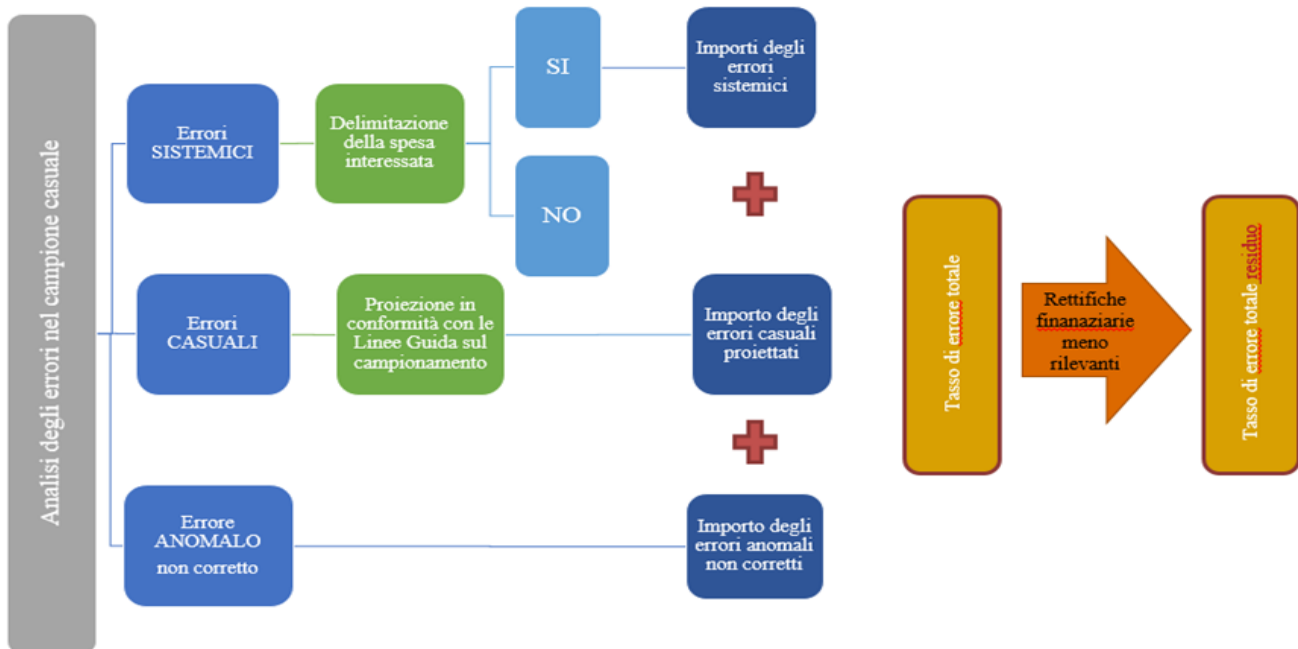 Analisi degli errori nel campione casuale
Errori
SISTEMICI
Delimitazione
della spesa
interessata
SI
NO
Importi degli
errori
sistemici
Errori
CASUALI
Proiezione in
conformità con le
Linee Guida sul
campionamento
Importo degli
errori casuali
proiettati
Errore
ANOMALO
non corretto
Importo degli
errori anomali
non corretti
Tasso di errore totale
Rettifiche
finanaziarie
meno
rilevanti
Tasso di errore totale residuo